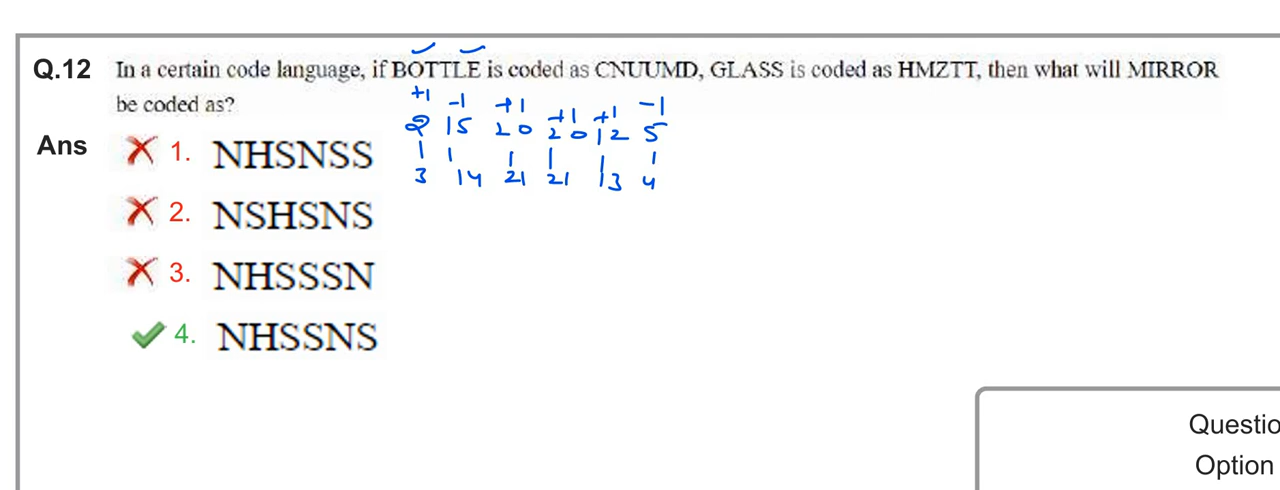 Q.12 In a certain code language, if BOTTLE is coded as CNUUMD, GLASS is coded as HMZTT, then what will MIRROR
be coded as?
+1 -1 +1 +1 +1 -1
2 15 20 20 12 5
3 14 21 21 13 4
Ans 1. NHSNSS
2. NSHSNS
3. NHSSSN
4. NHSSNS
Questio
Option